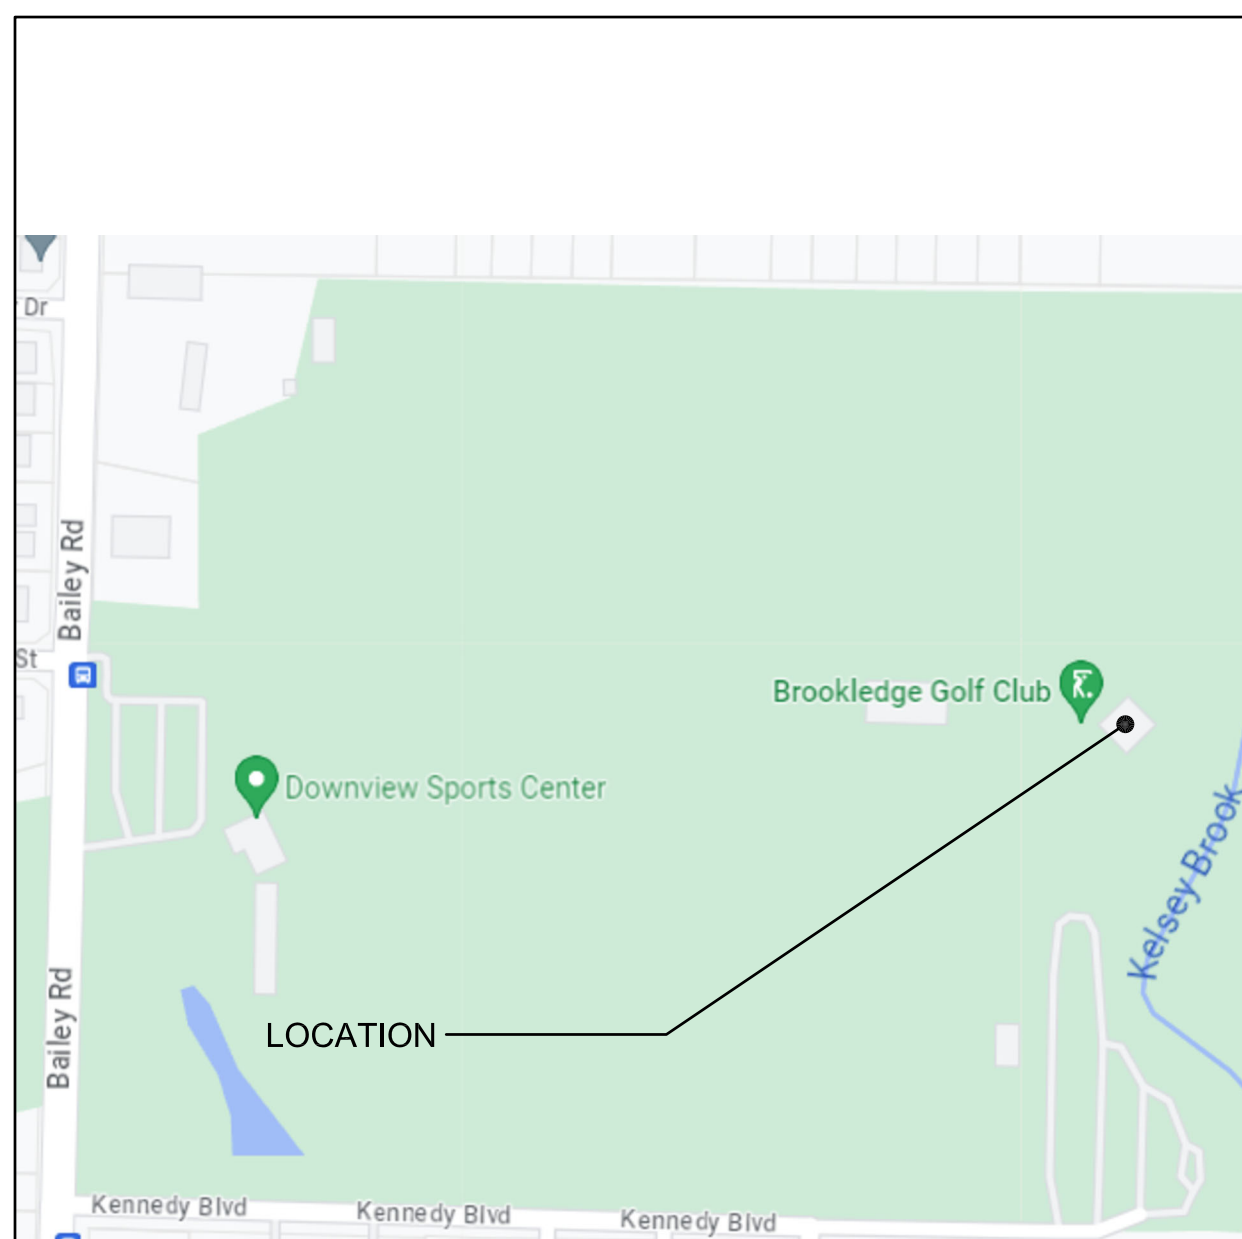 Dr
Bailey Rd
St
Brookledge Golf Club
Downview Sports Center
Kelsey Brook
Bailey Rd
LOCATION
Kennedy Blvd
Kennedy Blvd
Kennedy Blvd